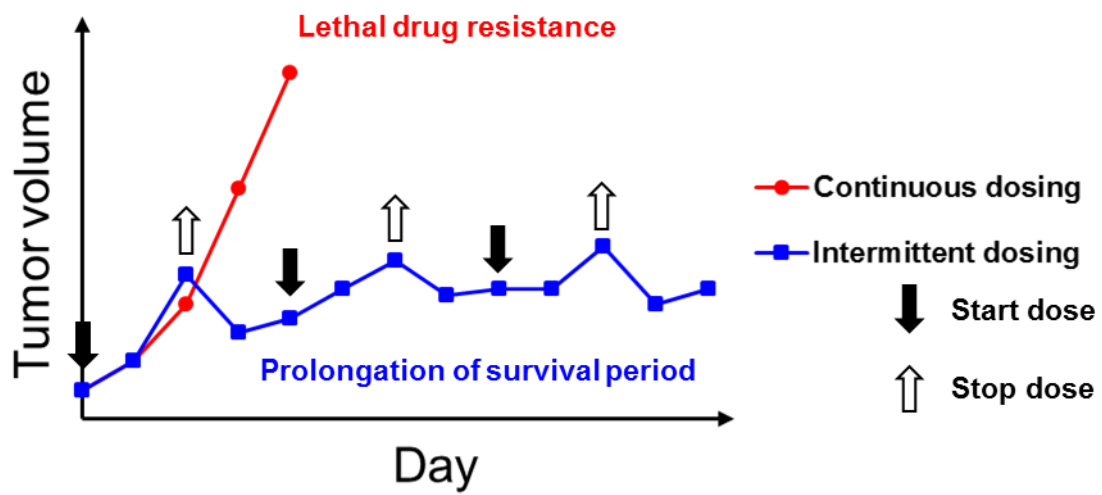 Lethal drug resistance
Tumor volume
Continuous dosing
Intermittent dosing
Start dose
Prolongation of survival period
Stop dose
Day